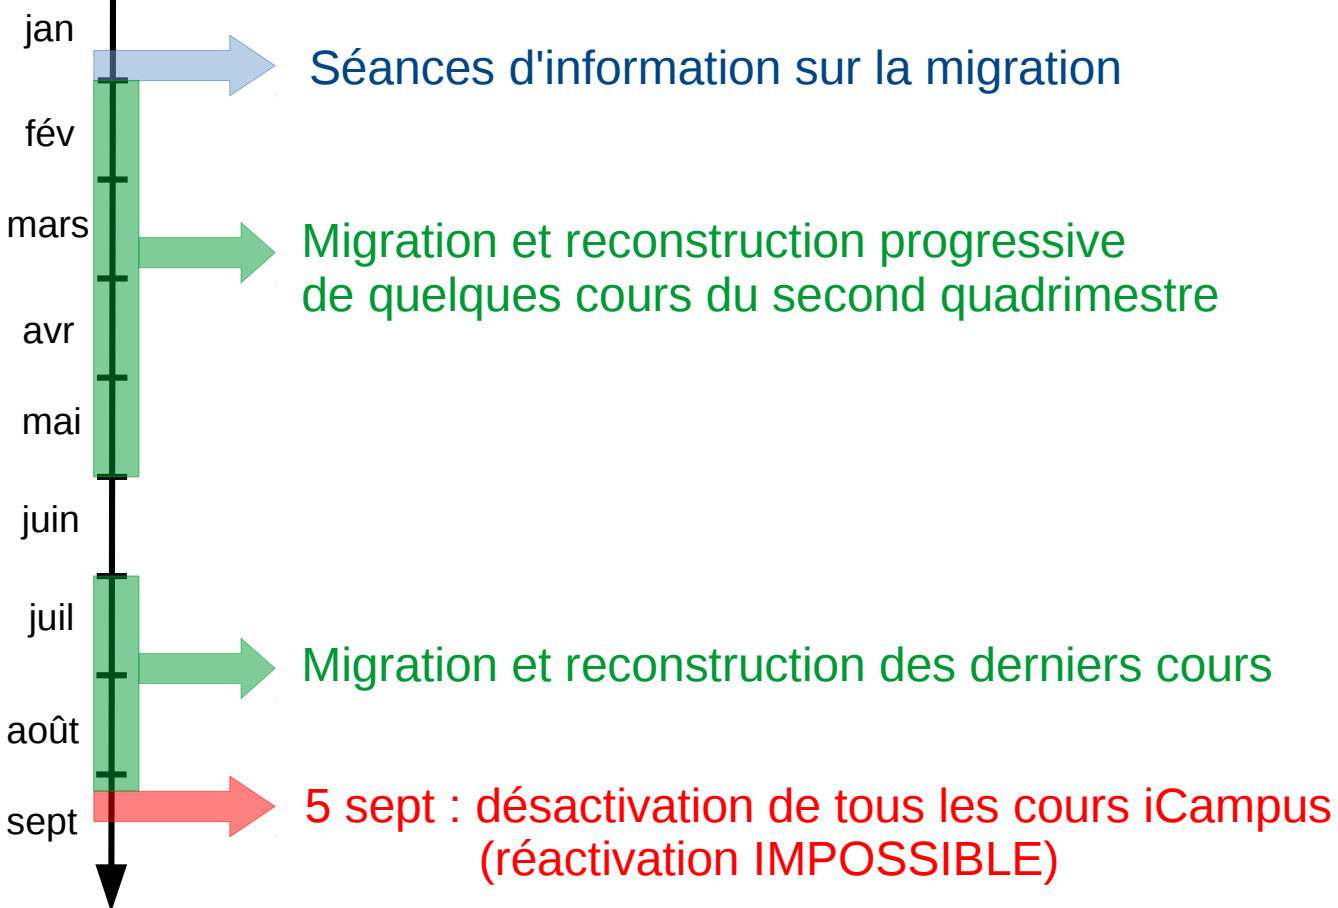 jan
Séances d'information sur la migration
fév
mars
Migration et reconstruction progressive
de quelques cours du second quadrimestre
avr
mai
juin
juil
Migration et reconstruction des derniers cours
août
5 sept : désactivation de tous les cours iCampus
sept
(réactivation IMPOSSIBLE)